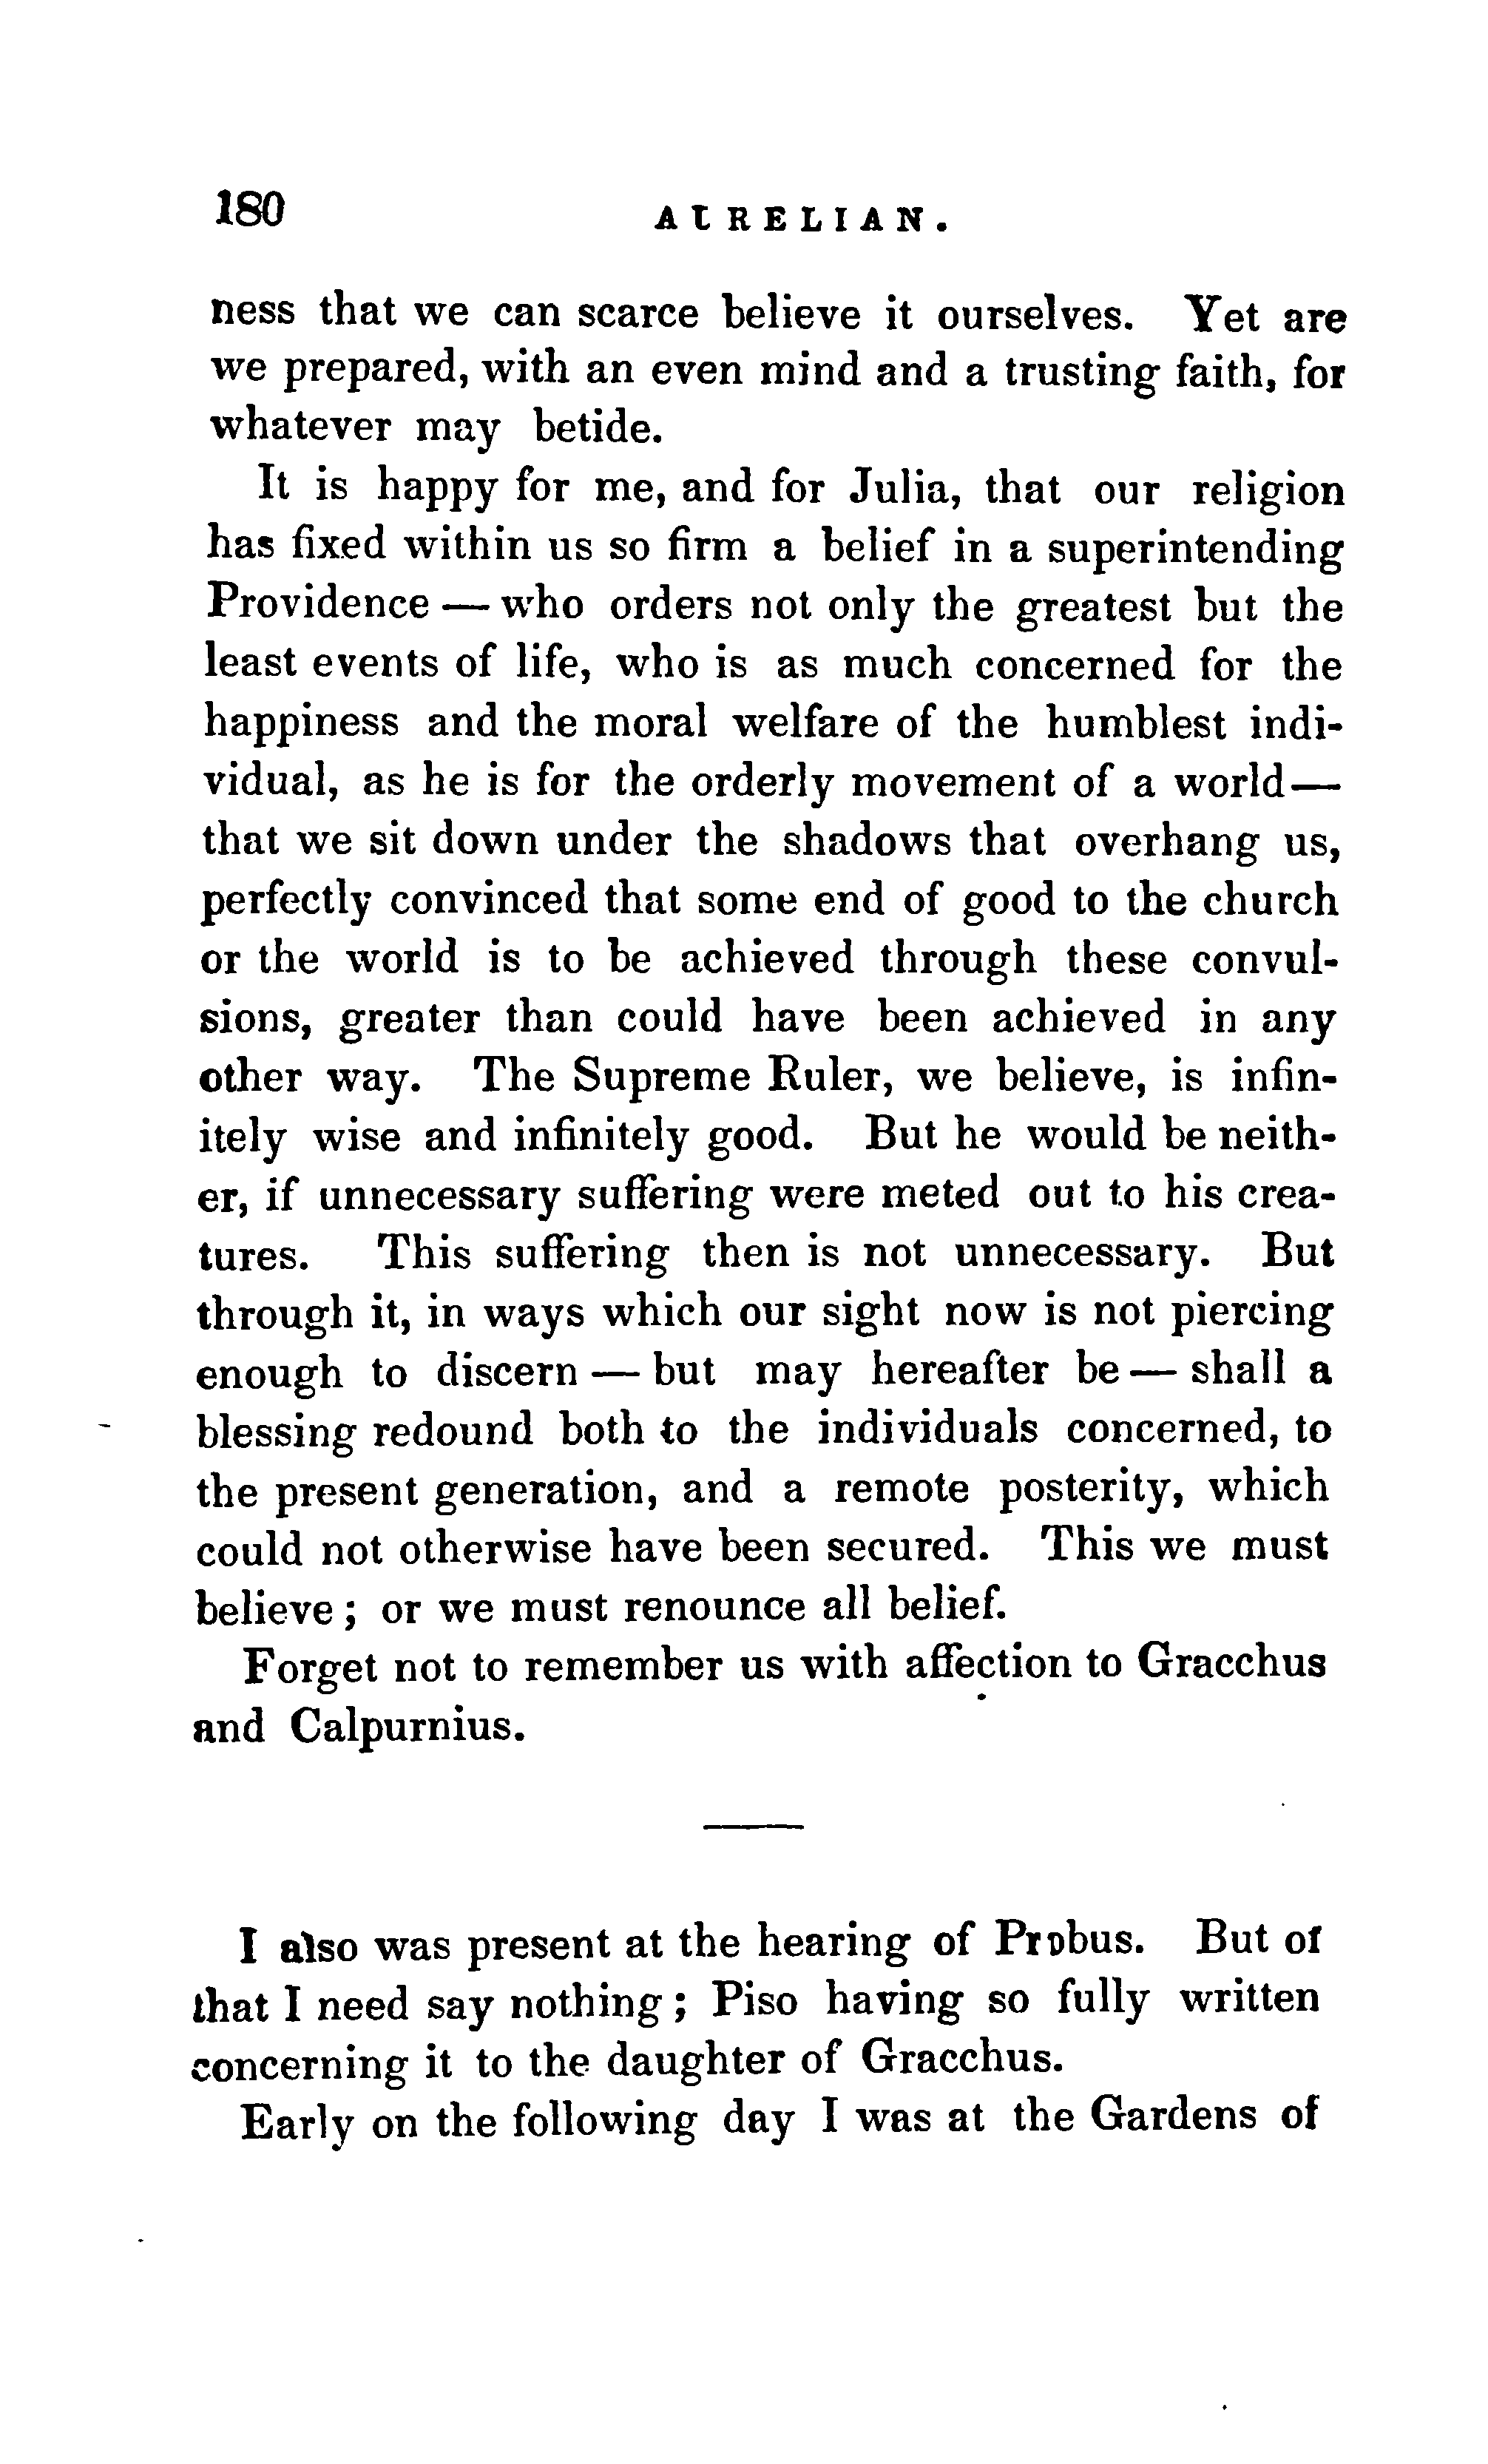 180 AURELIAN.
ness that we can scarce believe it ourselves. Yet are
we prepared, with an even mind and a trusting faith, for
whatever may betide.
It is happy for me, and for Julia, that our religion
has fixed within us so firm a belief in a superintending
Providence — who orders not only the greatest but the
least events of life, who is as much concerned for the
happiness and the moral welfare of the humblest indi-
vidual, as he is for the orderly movement of a world—
that we sit down under the shadows that overhang us,
perfectly convinced that some end of good to the church
or the world is to be achieved through these convul-
sions, greater than could have been achieved in any
other way. The Supreme Ruler, we believe, is infin-
itely wise and infinitely good. But he would be neith-
er, if unnecessary suffering were meted out to his crea-
tures. This suffering then is not unnecessary. But
through it, in ways which our sight now is not piercing
enough to discern — but may hereafter be — shall a
blessing redound both to the individuals concerned, to
the present generation, and a remote posterity, which
could not otherwise have been secured. This we must
believe; or we must renounce all belief.
Forget not to remember us with affection to Gracchus
and Calpurnius.
I also was present at the hearing of Probus. But of
that I need say nothing; Piso having so fully written
concerning it to the daughter of Gracchus.
Early on the following day I was at the Gardens of